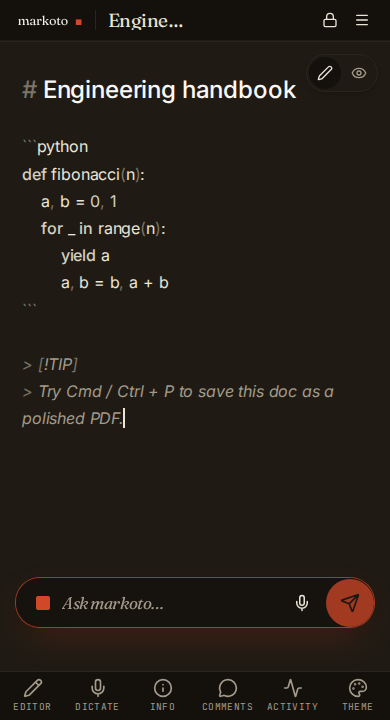 markoto
Engine...
# Engineering handbook
```python
def fibonacci(n):
    a, b = 0, 1
    for _ in range(n):
        yield a
        a, b = b, a + b
```
> [!TIP]
> Try Cmd / Ctrl + P to save this doc as a
polished PDF.
Ask markoto...
EDITOR DICTATE INFO COMMENTS ACTIVITY THEME